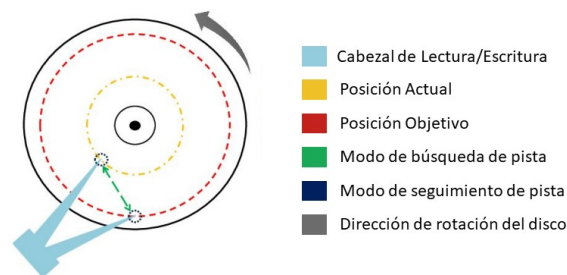 Cabezal de Lectura/Escritura
Posición Actual
Posición Objetivo
Modo de búsqueda de pista
Modo de seguimiento de pista
Dirección de rotación del disco